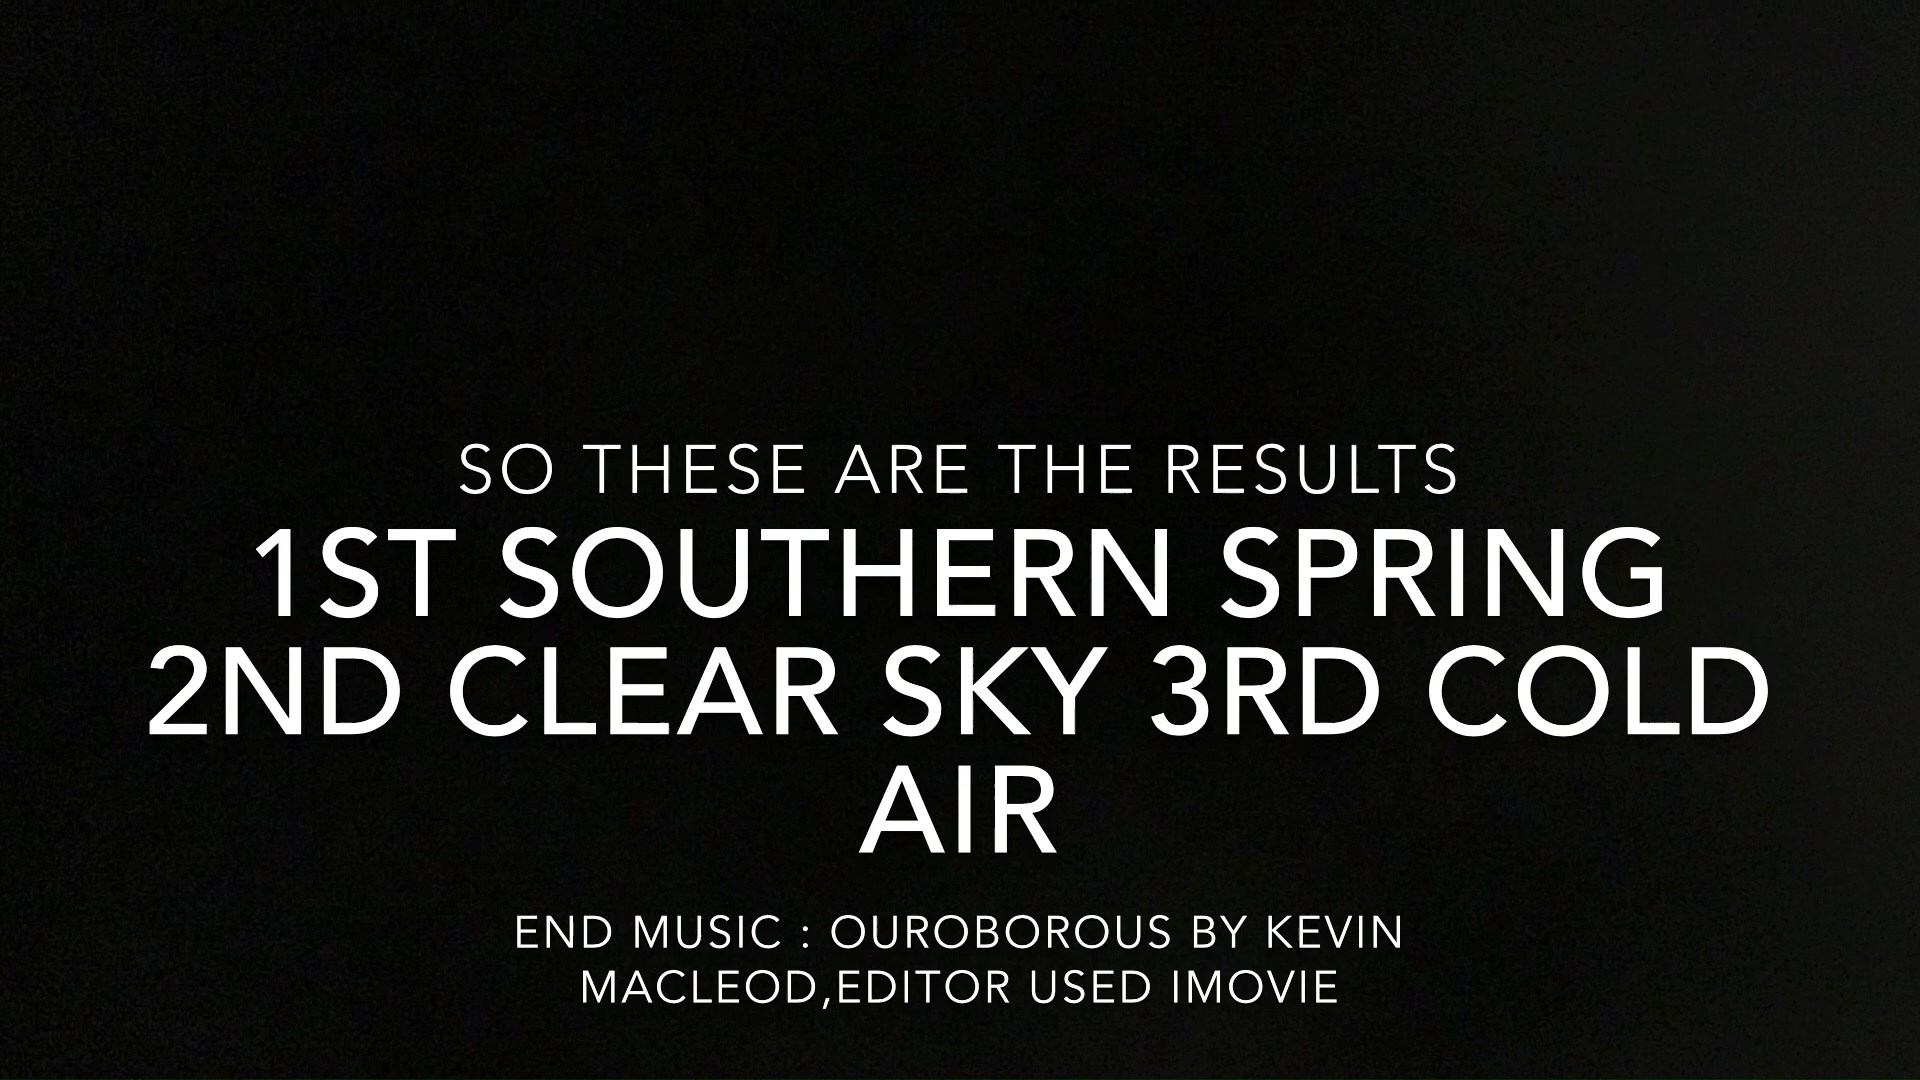 SO THESE ARE THE RESULTS
1ST SOUTHERN SPRING
2ND CLEAR SKY 3RD COLD
AIR
END MUSIC : OUROBOROUS BY KEVIN
MACLEOD,EDITOR USED IMOVIE